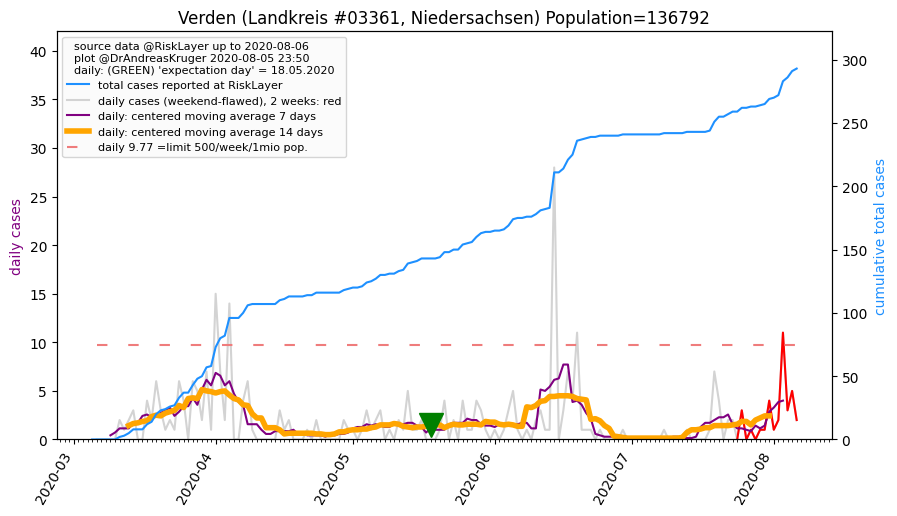 Verden (Landkreis #03361, Niedersachsen) Population=136792
source data @RiskLayer up to 2020-08-06
plot @DrAndreasKruger 2020-08-05 23:50
daily: (GREEN) 'expectation day' = 18.05.2020
total cases reported at RiskLayer
daily cases (weekend-flawed), 2 weeks: red
daily: centered moving average 7 days
daily: centered moving average 14 days
daily 9.77 =limit 500/week/1mio pop.
daily cases
40
35
30
25
20
15
10
5
0
cumulative total cases
300
250
200
150
100
50
0
2020-03
2020-04
2020-05
2020-06
2020-07
2020-08